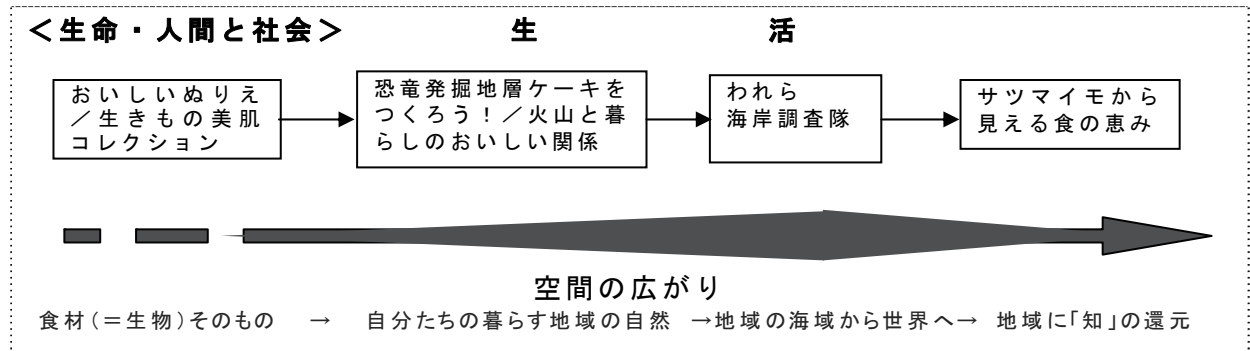 ＜生命・人間と社会＞ 生 活
おいしいぬりえ
／生きもの美肌
コレクション
恐竜発掘地層ケーキを
つくろう！／火山と暮
らしのおいしい関係
われら
海岸調査隊
サツマイモから
見える食の恵み
空間の広がり
食材（＝生物）そのもの → 自分たちの暮らす地域の自然 →地域の海域から世界へ→ 地域に「知」の還元